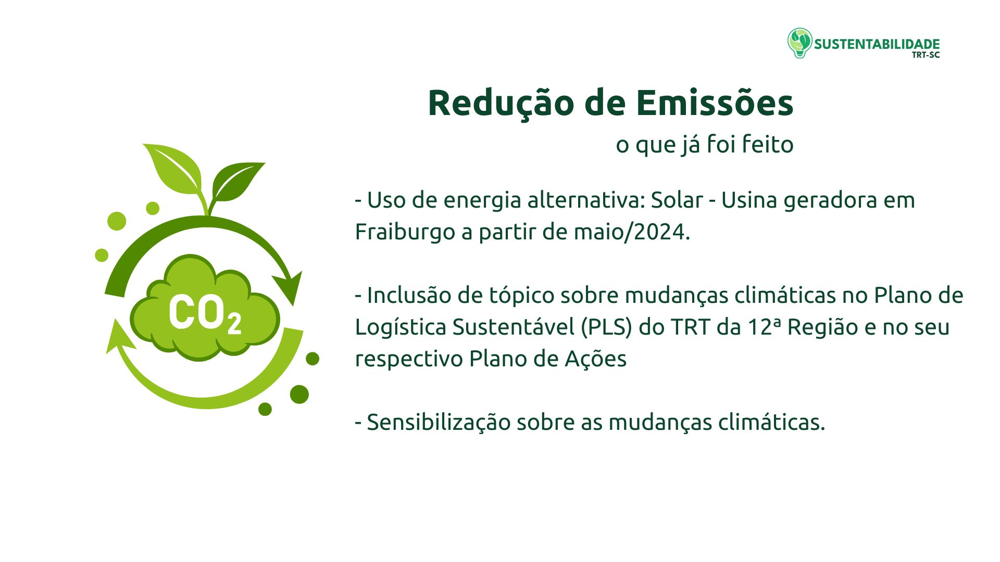 SUSTENTABILIDADE
TRT-SC
Redução de Emissões
o que já foi feito
- Uso de energia alternativa: Solar - Usina geradora em
Fraiburgo a partir de maio/2024.
- Inclusão de tópico sobre mudanças climáticas no Plano de
Logística Sustentável (PLS) do TRT da 12ª Região e no seu
respectivo Plano de Ações
- Sensibilização sobre as mudanças climáticas.
CO₂